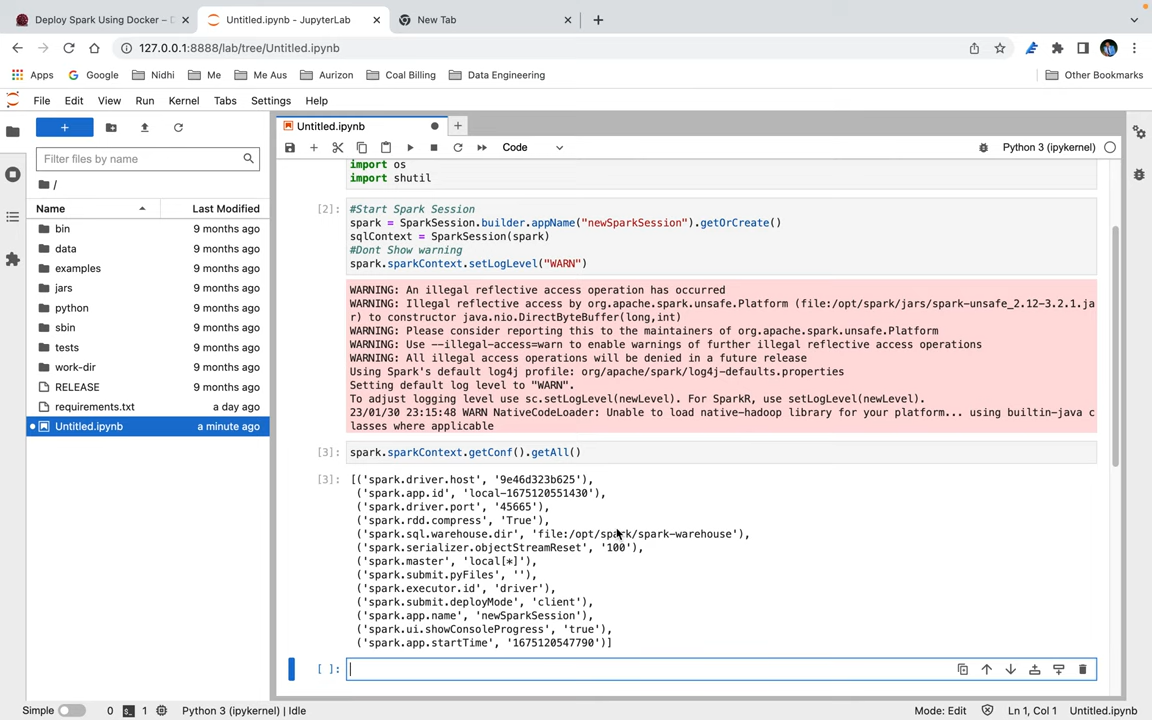 Deploy Spark Using Docker – D
Untitled.ipynb - JupyterLab
New Tab
127.0.0.1:8888/lab/tree/Untitled.ipynb
Apps
Google
Nidhi
Me
Me Aus
Aurizon
Coal Billing
Data Engineering
Other Bookmarks
File Edit View Run Kernel Tabs Settings Help
Untitled.ipynb
Code
Python 3 (ipykernel)
Filter files by name
/
Name Last Modified
bin 9 months ago
data 9 months ago
examples 9 months ago
jars 9 months ago
python 9 months ago
sbin 9 months ago
tests 9 months ago
work-dir 9 months ago
RELEASE 9 months ago
requirements.txt a day ago
Untitled.ipynb a minute ago
import os
import shutil
[2]: #Start Spark Session
spark = SparkSession.builder.appName("newSparkSession").getOrCreate()
sqlContext = SparkSession(spark)
#Dont Show warning
spark.sparkContext.setLogLevel("WARN")
WARNING: An illegal reflective access operation has occurred
WARNING: Illegal reflective access by org.apache.spark.unsafe.Platform (file:/opt/spark/jars/spark-unsafe_2.12-3.2.1.ja
r) to constructor java.nio.DirectByteBuffer(long,int)
WARNING: Please consider reporting this to the maintainers of org.apache.spark.unsafe.Platform
WARNING: Use --illegal-access=warn to enable warnings of further illegal reflective access operations
WARNING: All illegal access operations will be denied in a future release
Using Spark's default log4j profile: org/apache/spark/log4j-defaults.properties
Setting default log level to "WARN".
To adjust logging level use sc.setLogLevel(newLevel). For SparkR, use setLogLevel(newLevel).
23/01/30 23:15:48 WARN NativeCodeLoader: Unable to load native-hadoop library for your platform... using builtin-java c
lasses where applicable
[3]: spark.sparkContext.getConf().getAll()
[3]: [('spark.driver.host', '9e46d323b625'),
('spark.app.id', 'local-1675120551430'),
('spark.driver.port', '45665'),
('spark.rdd.compress', 'True'),
('spark.sql.warehouse.dir', 'file:/opt/spark/spark-warehouse'),
('spark.serializer.objectStreamReset', '100'),
('spark.master', 'local[*]'),
('spark.submit.pyFiles', ''),
('spark.executor.id', 'driver'),
('spark.submit.deployMode', 'client'),
('spark.app.name', 'newSparkSession'),
('spark.ui.showConsoleProgress', 'true'),
('spark.app.startTime', '1675120547790')]
[ ]:
Simple 0 1 Python 3 (ipykernel) | Idle Mode: Edit Ln 1, Col 1 Untitled.ipynb